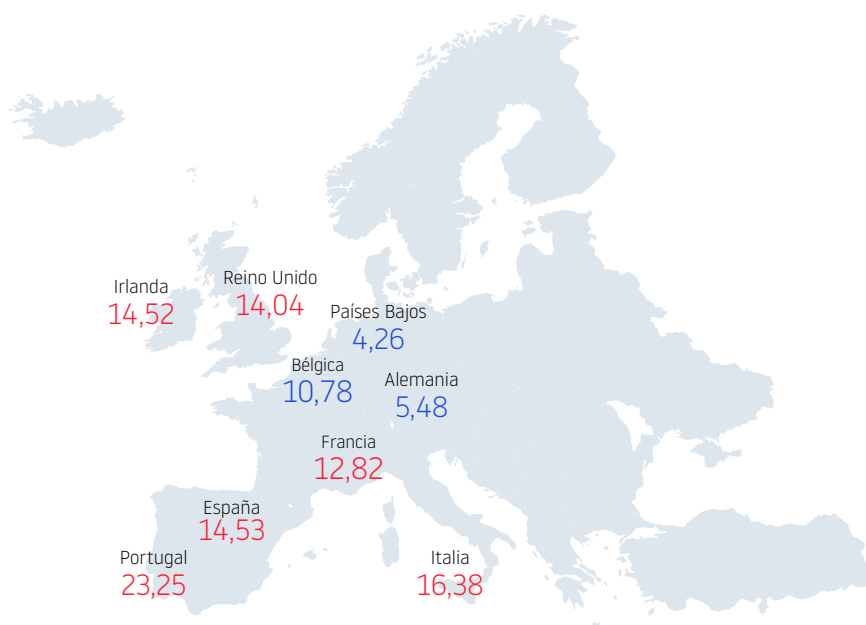 Reino Unido
14,04
Irlanda
14,52
Países Bajos
4,26
Bélgica
10,78
Alemania
5,48
Francia
12,82
España
14,53
Portugal
23,25
Italia
16,38